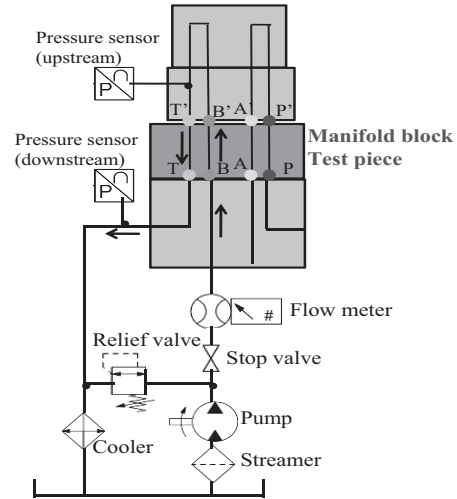 Pressure sensor
(upstream)
P
T’ B’ A’ P’
Pressure sensor
(downstream)
Manifold block
Test piece
T B A P
P
# Flow meter
Relief valve
Stop valve
Pump
Cooler
Streamer